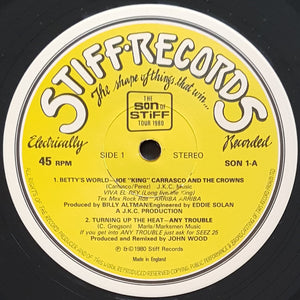 STIFF-RECORDS
The shape of things that win...
THE
SON OF
STIFF
TOUR 1980
Electrically
Recorded
45 RPM
SIDE 1
STEREO
SON 1-A
1. BETTY'S WORLD-JOE "KING" CARRASCO AND THE CROWNS
(Carrasco/Perez) J.K.C. Music
VIVA EL REY (Long live the King)
Tex Mex Rock Roll ARRIBA ARRIBA
Produced by BILLY ALTMAN Engineered by EDDIE SOLAN
A J.K.C. PRODUCTION
2. TURNING UP THE HEAT-ANY TROUBLE
(C. Gregson) Marla/Marksmen Music
If you get into ANY TROUBLE just ask for SEEZ 25
Produced and Remixed by JOHN WOOD
℗©1980 Stiff Records
Made in England